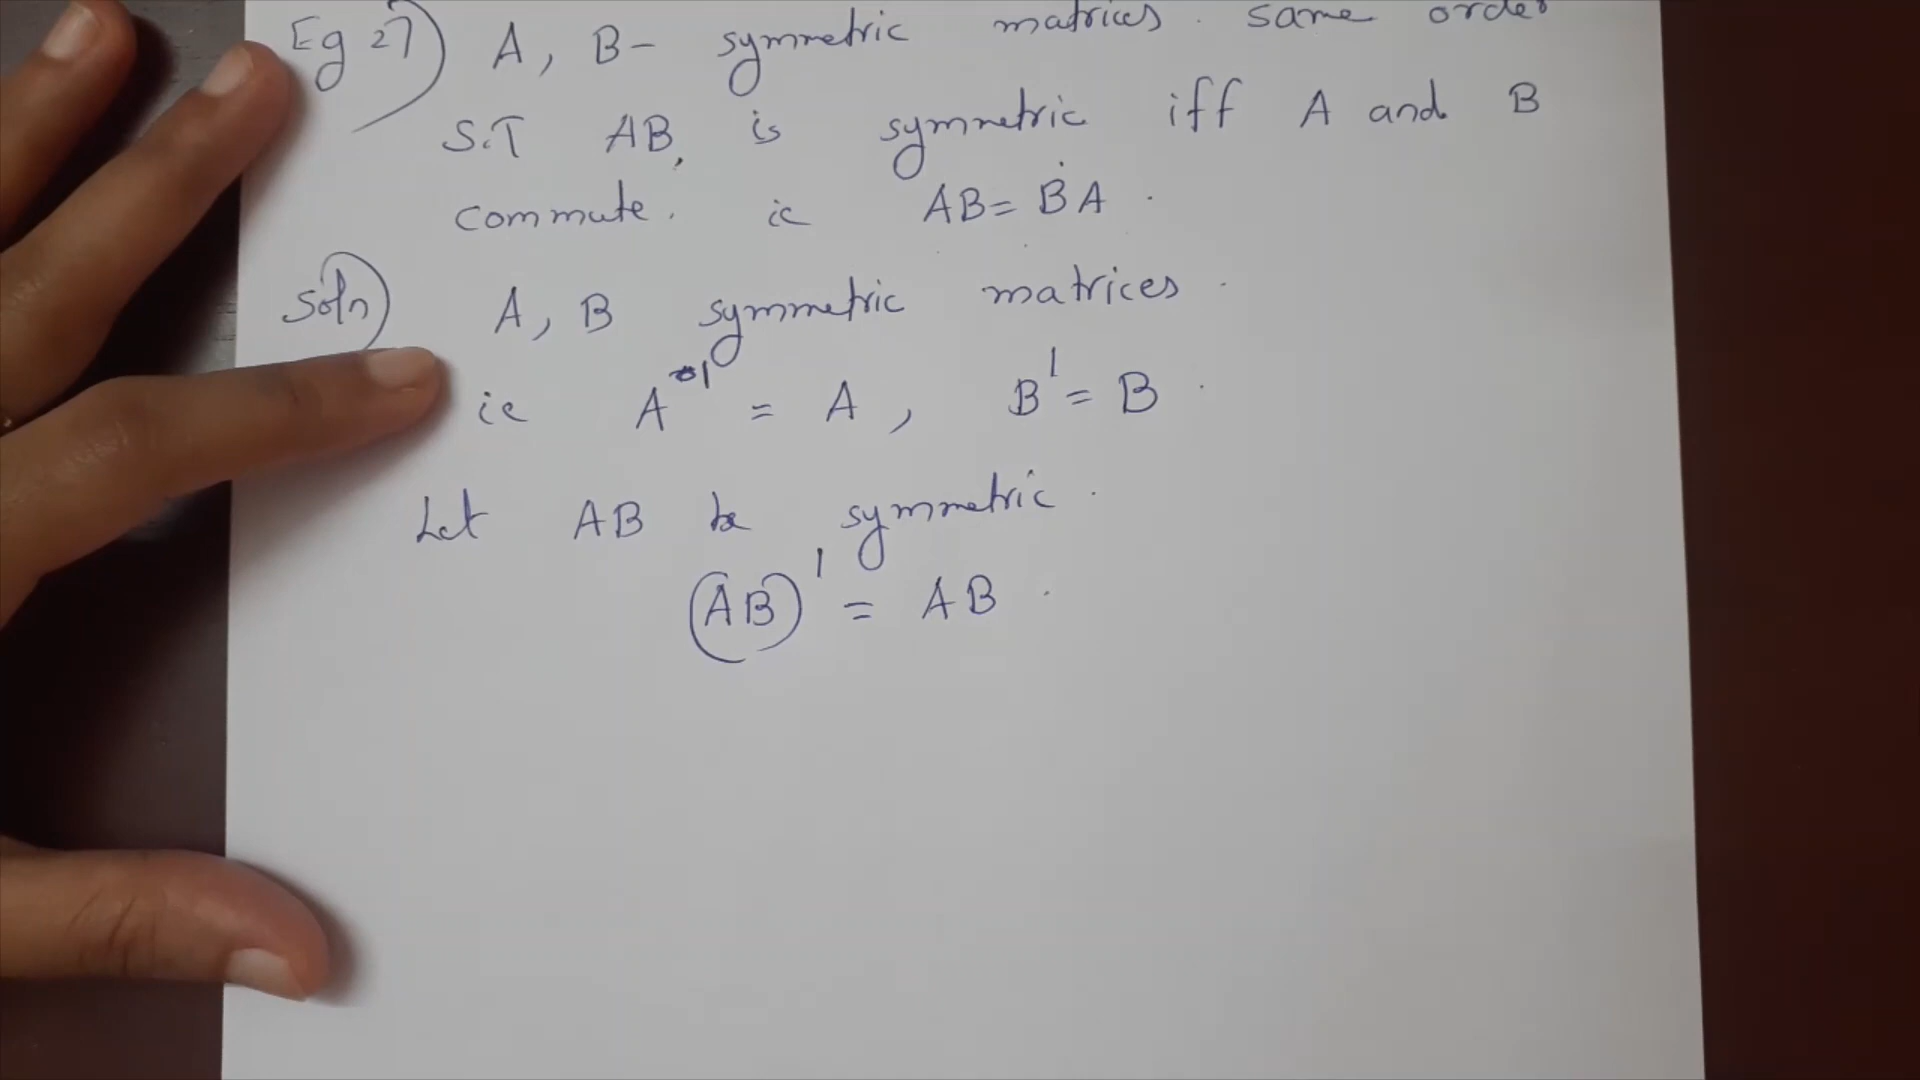 Eg 27) A, B - symmetric matrices. same order
S.T AB, is symmetric iff A and B
commute. ie AB = BA.
Soln) A, B symmetric matrices.
ie A' = A, B' = B.
Let AB be symmetric.
(AB)' = AB.